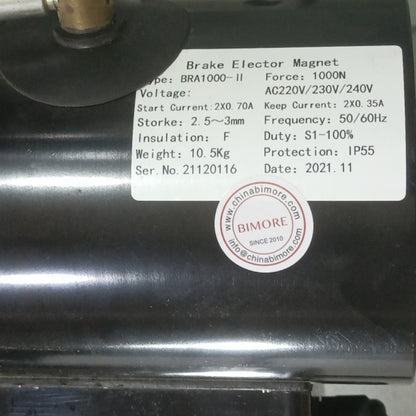 Brake Elector Magnet
Type: BRA1000-II Force: 1000N
Voltage: AC220V/230V/240V
Start Current:2X0.70A Keep Current: 2X0.35A
Storke: 2.5～3mm Frequency: 50/60Hz
Insulation: F Duty: S1-100%
Weight: 10.5Kg Protection: IP55
Ser.No.21120116 Date: 2021.11
www.chinabimore.com
BIMORE
SINCE 2010
info@chinabimore.com